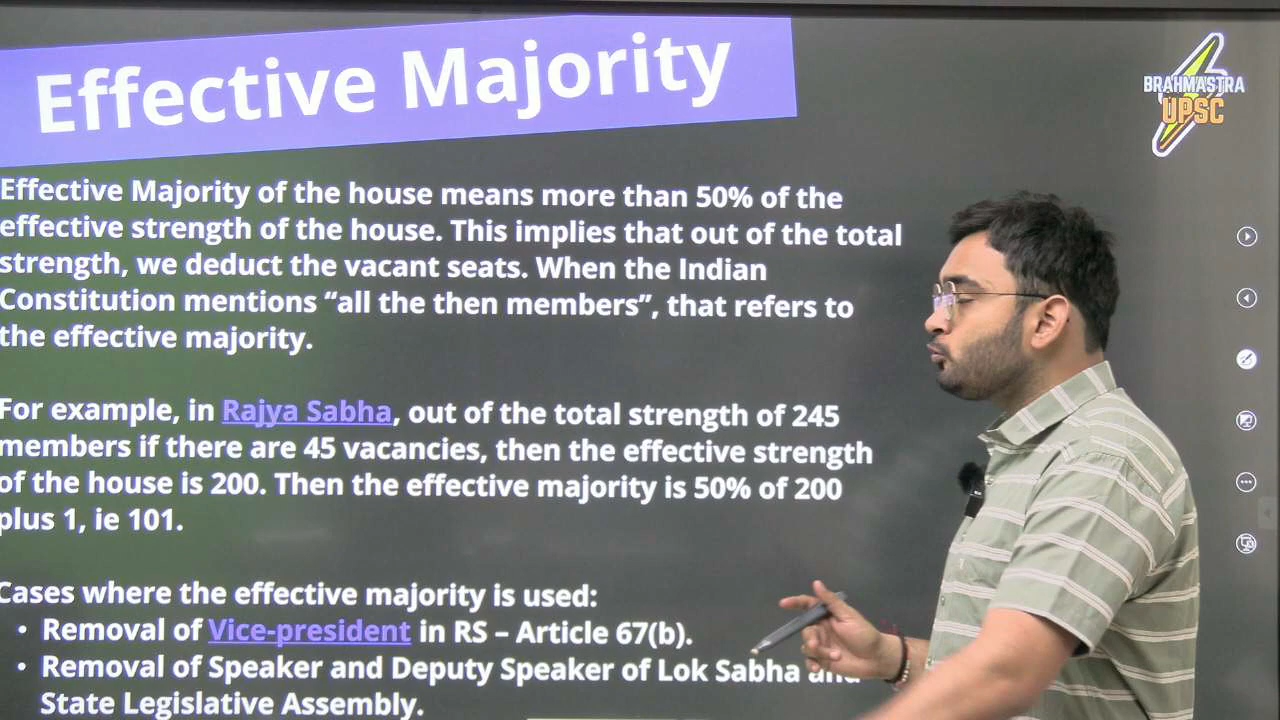 Effective Majority
BRAHMASTRA
UPSC
Effective Majority of the house means more than 50% of the
effective strength of the house. This implies that out of the total
strength, we deduct the vacant seats. When the Indian
Constitution mentions “all the then members”, that refers to
the effective majority.
For example, in Rajya Sabha, out of the total strength of 245
members if there are 45 vacancies, then the effective strength
of the house is 200. Then the effective majority is 50% of 200
plus 1, ie 101.
Cases where the effective majority is used:
• Removal of Vice-president in RS – Article 67(b).
• Removal of Speaker and Deputy Speaker of Lok Sabha and
State Legislative Assembly.